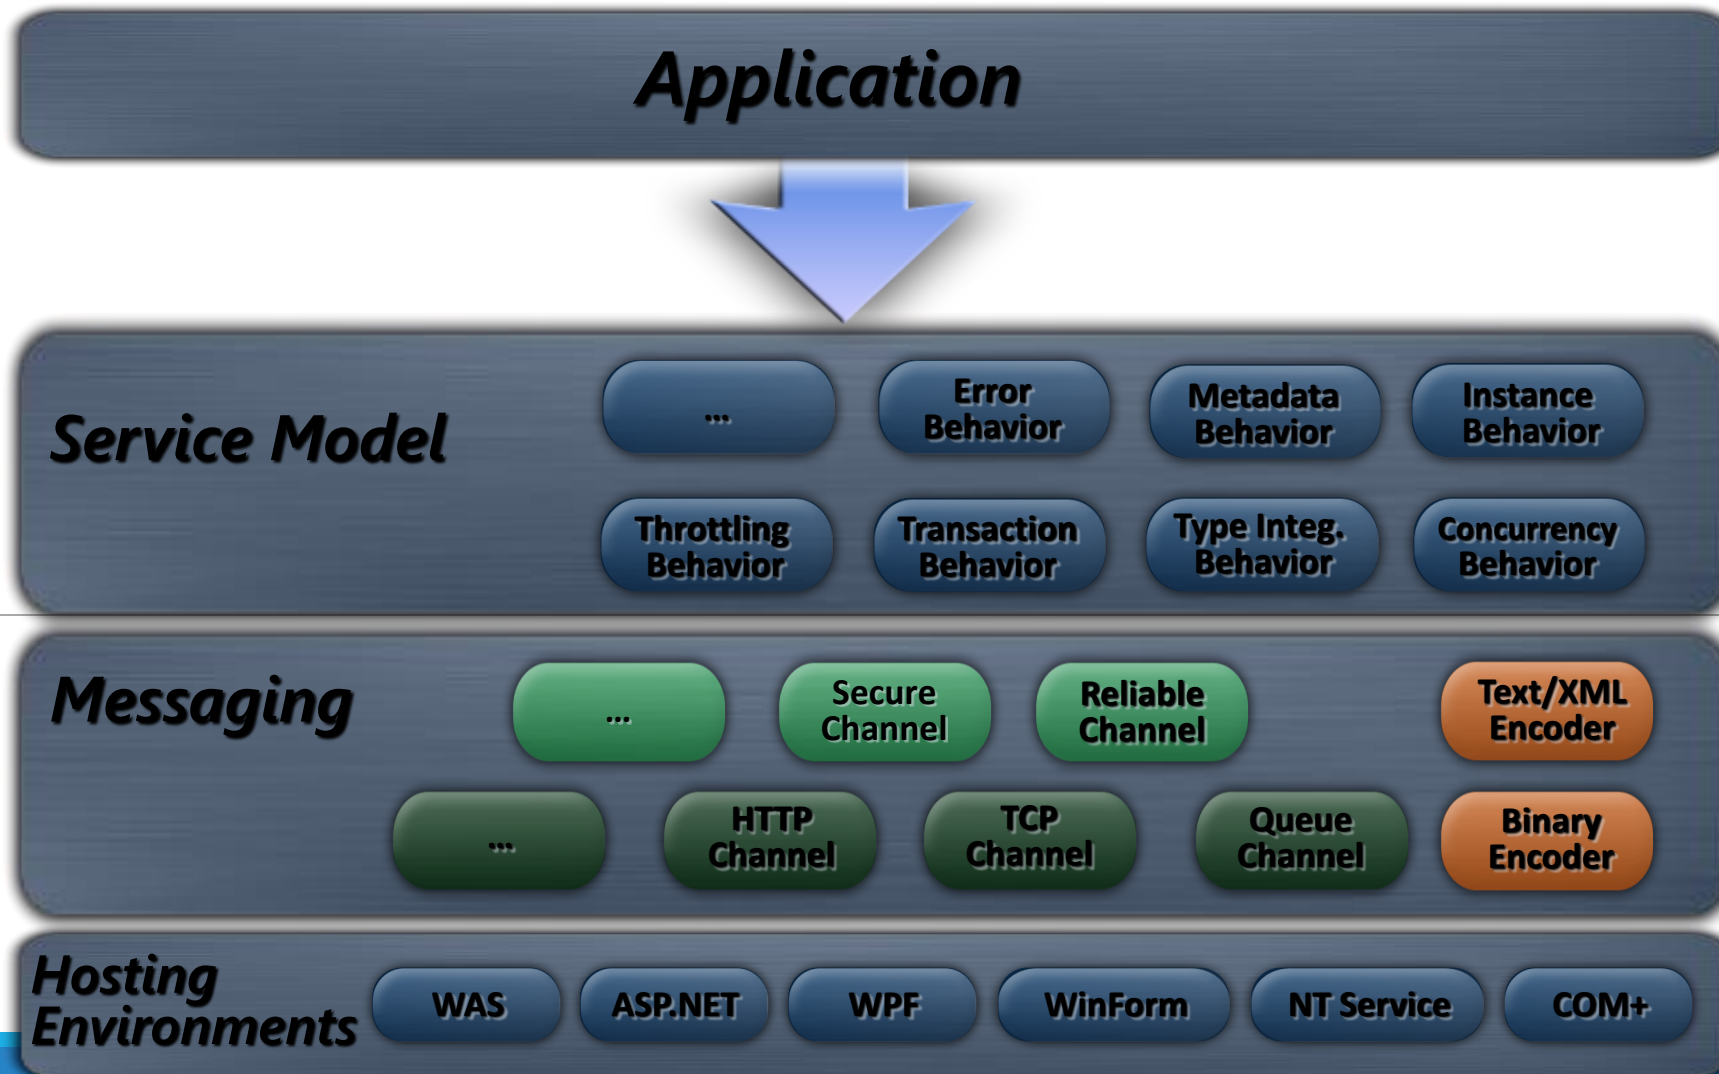 Application
Service Model
...
Error
Behavior
Metadata
Behavior
Instance
Behavior
Throttling
Behavior
Transaction
Behavior
Type Integ.
Behavior
Concurrency
Behavior
Messaging
...
Secure
Channel
Reliable
Channel
Text/XML
Encoder
...
HTTP
Channel
TCP
Channel
Queue
Channel
Binary
Encoder
Hosting
Environments
WAS
ASP.NET
WPF
WinForm
NT Service
COM+